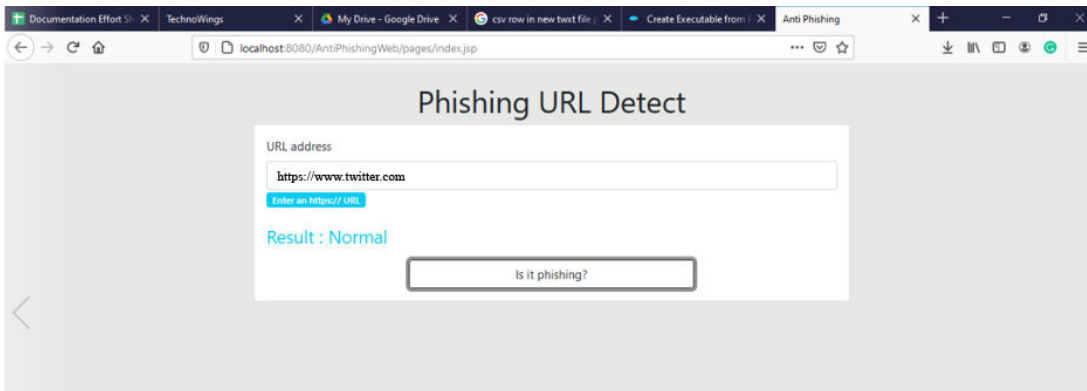 Documentation Effort Sh
TechnoWings
My Drive - Google Drive
csv row in new twxt file p
Create Executable from F
Anti Phishing
localhost:8080/AntiPhishingWeb/pages/index.jsp
Phishing URL Detect
URL address
https://www.twitter.com
Enter an https:// URL
Result : Normal
Is it phishing?